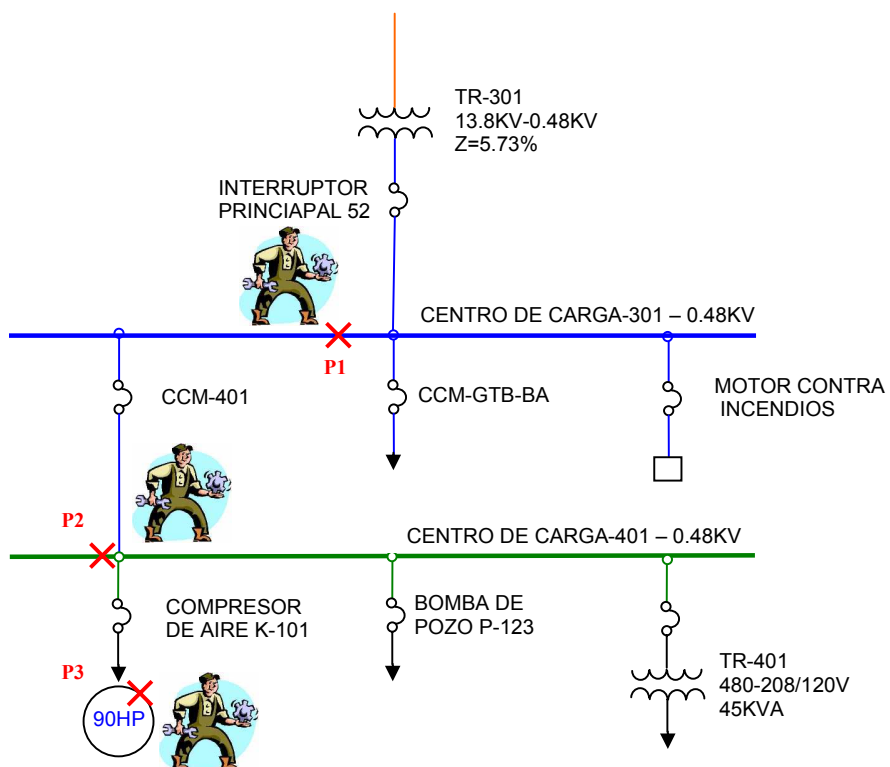 TR-301
13.8KV-0.48KV
Z=5.73%
INTERRUPTOR
PRINCIAPAL 52
CENTRO DE CARGA-301 – 0.48KV
P1
CCM-401
CCM-GTB-BA
MOTOR CONTRA
INCENDIOS
P2
CENTRO DE CARGA-401 – 0.48KV
COMPRESOR
DE AIRE K-101
BOMBA DE
POZO P-123
P3
90HP
TR-401
480-208/120V
45KVA